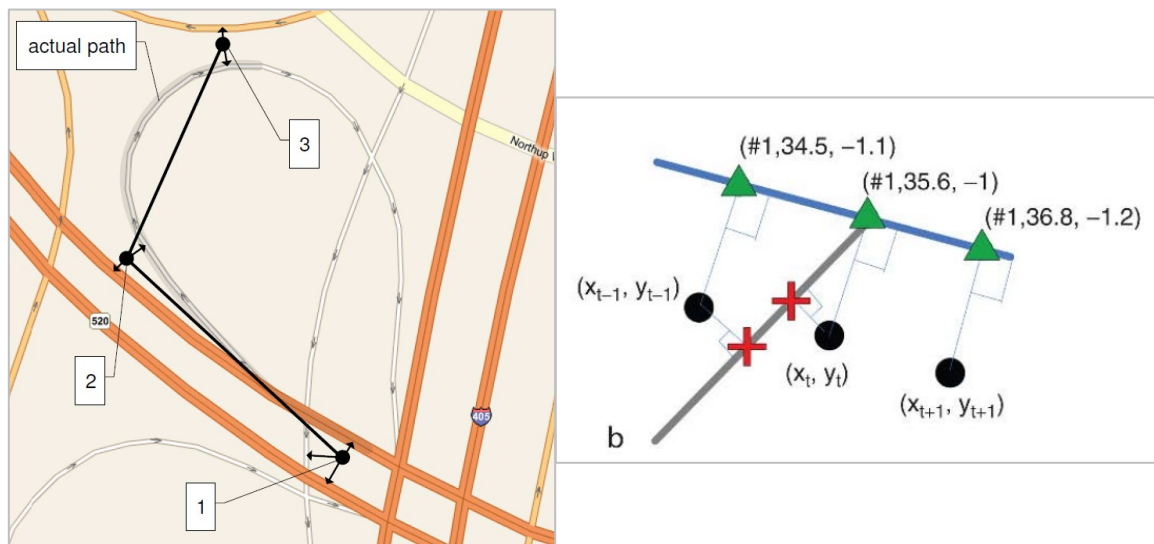 actual path
3
Northup
520
2
405
1
(#1,34.5, −1.1)
(#1,35.6, −1)
(#1,36.8, −1.2)
(xt−1, yt−1)
(xt, yt)
(xt+1, yt+1)
b